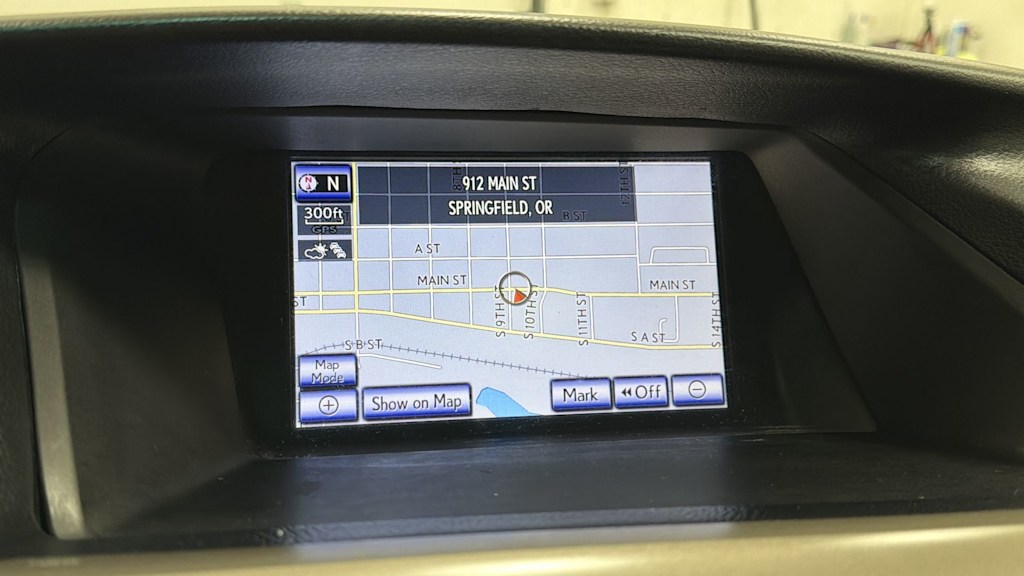 N N
8TH
912 MAIN ST
12TH ST
SPRINGFIELD, OR
300ft
GPS
B ST
A ST
MAIN ST
MAIN ST
ST
S 9TH ST
S 10TH ST
S 11TH ST
S A ST
S 14TH ST
S B ST
Map
Mode
Show on Map
Mark
Off